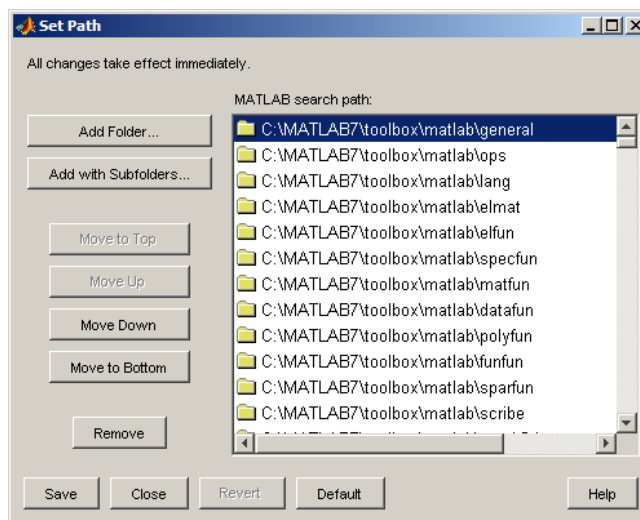 Set Path
All changes take effect immediately.
MATLAB search path:
Add Folder...
Add with Subfolders...
Move to Top
Move Up
Move Down
Move to Bottom
Remove
C:\MATLAB7\toolbox\matlab\general
C:\MATLAB7\toolbox\matlab\ops
C:\MATLAB7\toolbox\matlab\lang
C:\MATLAB7\toolbox\matlab\elmat
C:\MATLAB7\toolbox\matlab\elfun
C:\MATLAB7\toolbox\matlab\specfun
C:\MATLAB7\toolbox\matlab\matfun
C:\MATLAB7\toolbox\matlab\datafun
C:\MATLAB7\toolbox\matlab\polyfun
C:\MATLAB7\toolbox\matlab\funfun
C:\MATLAB7\toolbox\matlab\sparfun
C:\MATLAB7\toolbox\matlab\scribe
Save
Close
Revert
Default
Help